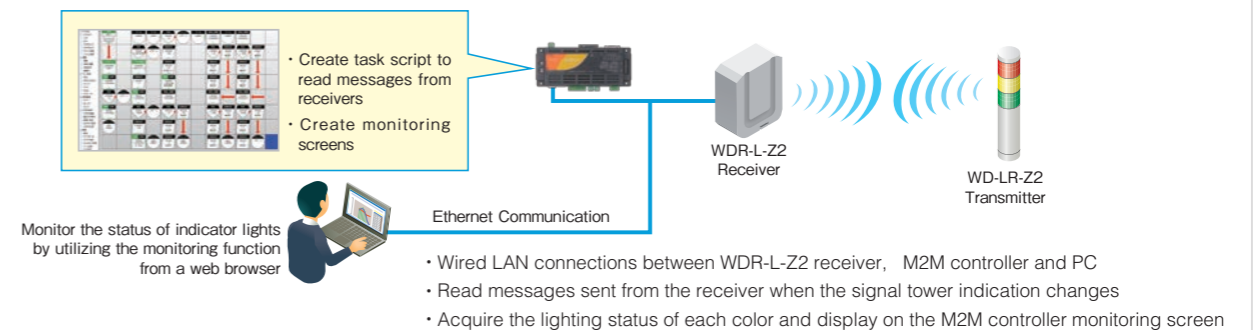 ・Create task script to
read messages from
receivers
・Create monitoring
screens
WDR-L-Z2
Receiver
WD-LR-Z2
Transmitter
Monitor the status of indicator lights
by utilizing the monitoring function
from a web browser
Ethernet Communication
・Wired LAN connections between WDR-L-Z2 receiver, M2M controller and PC
・Read messages sent from the receiver when the signal tower indication changes
・Acquire the lighting status of each color and display on the M2M controller monitoring screen